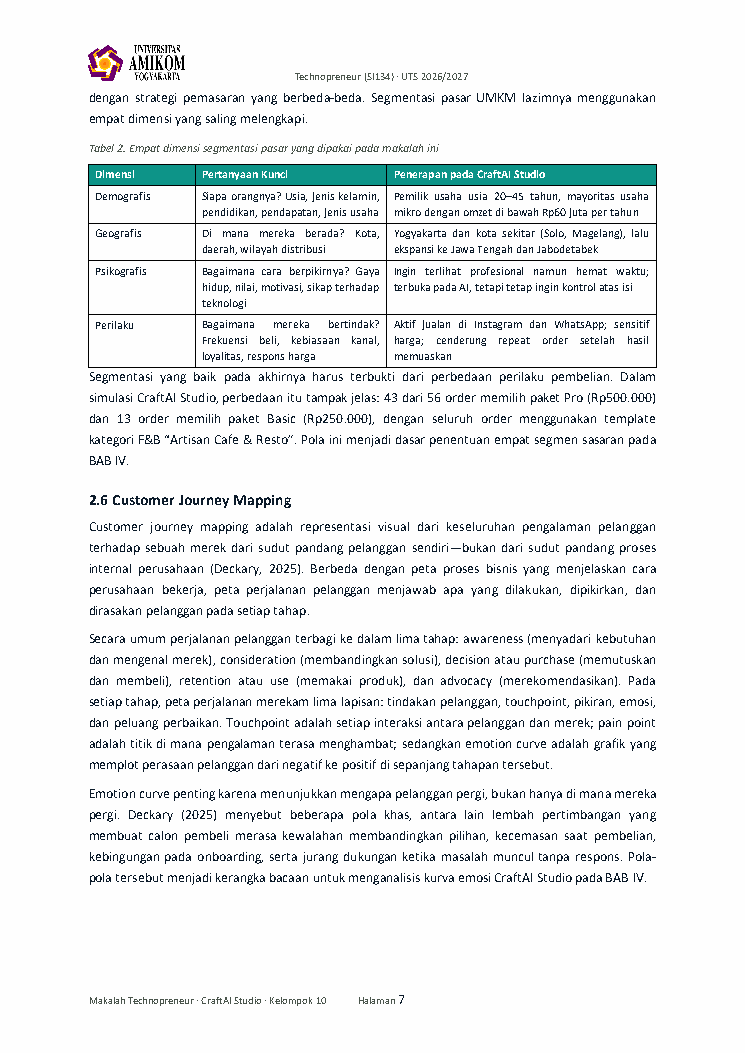 UNIVERSITAS
AMIKOM
YOGYAKARTA
Technopreneur (SI134) · UTS 2026/2027
dengan strategi pemasaran yang berbeda-beda. Segmentasi pasar UMKM lazimnya menggunakan
empat dimensi yang saling melengkapi.
Tabel 2. Empat dimensi segmentasi pasar yang dipakai pada makalah ini
Dimensi Pertanyaan Kunci Penerapan pada CraftAI Studio
Demografis
Siapa orangnya? Usia, jenis kelamin,
pendidikan, pendapatan, jenis usaha
Pemilik usaha usia 20–45 tahun, mayoritas usaha
mikro dengan omzet di bawah Rp60 juta per tahun
Geografis
Di mana mereka berada? Kota,
daerah, wilayah distribusi
Yogyakarta dan kota sekitar (Solo, Magelang), lalu
ekspansi ke Jawa Tengah dan Jabodetabek
Psikografis
Bagaimana cara berpikirnya? Gaya
hidup, nilai, motivasi, sikap terhadap
teknologi
Ingin terlihat profesional namun hemat waktu;
terbuka pada AI, tetapi tetap ingin kontrol atas isi
Perilaku
Bagaimana mereka bertindak?
Frekuensi beli, kebiasaan kanal,
loyalitas, respons harga
Aktif jualan di Instagram dan WhatsApp; sensitif
harga; cenderung repeat order setelah hasil
memuaskan
Segmentasi yang baik pada akhirnya harus terbukti dari perbedaan perilaku pembelian. Dalam
simulasi CraftAI Studio, perbedaan itu tampak jelas: 43 dari 56 order memilih paket Pro (Rp500.000)
dan 13 order memilih paket Basic (Rp250.000), dengan seluruh order menggunakan template
kategori F&B “Artisan Cafe & Resto”. Pola ini menjadi dasar penentuan empat segmen sasaran pada
BAB IV.
2.6 Customer Journey Mapping
Customer journey mapping adalah representasi visual dari keseluruhan pengalaman pelanggan
terhadap sebuah merek dari sudut pandang pelanggan sendiri—bukan dari sudut pandang proses
internal perusahaan (Deckary, 2025). Berbeda dengan peta proses bisnis yang menjelaskan cara
perusahaan bekerja, peta perjalanan pelanggan menjawab apa yang dilakukan, dipikirkan, dan
dirasakan pelanggan pada setiap tahap.
Secara umum perjalanan pelanggan terbagi ke dalam lima tahap: awareness (menyadari kebutuhan
dan mengenal merek), consideration (membandingkan solusi), decision atau purchase (memutuskan
dan membeli), retention atau use (memakai produk), dan advocacy (merekomendasikan). Pada
setiap tahap, peta perjalanan merekam lima lapisan: tindakan pelanggan, touchpoint, pikiran, emosi,
dan peluang perbaikan. Touchpoint adalah setiap interaksi antara pelanggan dan merek; pain point
adalah titik di mana pengalaman terasa menghambat; sedangkan emotion curve adalah grafik yang
memplot perasaan pelanggan dari negatif ke positif di sepanjang tahapan tersebut.
Emotion curve penting karena menunjukkan mengapa pelanggan pergi, bukan hanya di mana mereka
pergi. Deckary (2025) menyebut beberapa pola khas, antara lain lembah pertimbangan yang
membuat calon pembeli merasa kewalahan membandingkan pilihan, kecemasan saat pembelian,
kebingungan pada onboarding, serta jurang dukungan ketika masalah muncul tanpa respons. Pola-
pola tersebut menjadi kerangka bacaan untuk menganalisis kurva emosi CraftAI Studio pada BAB IV.
Makalah Technopreneur · CraftAI Studio · Kelompok 10 Halaman 7